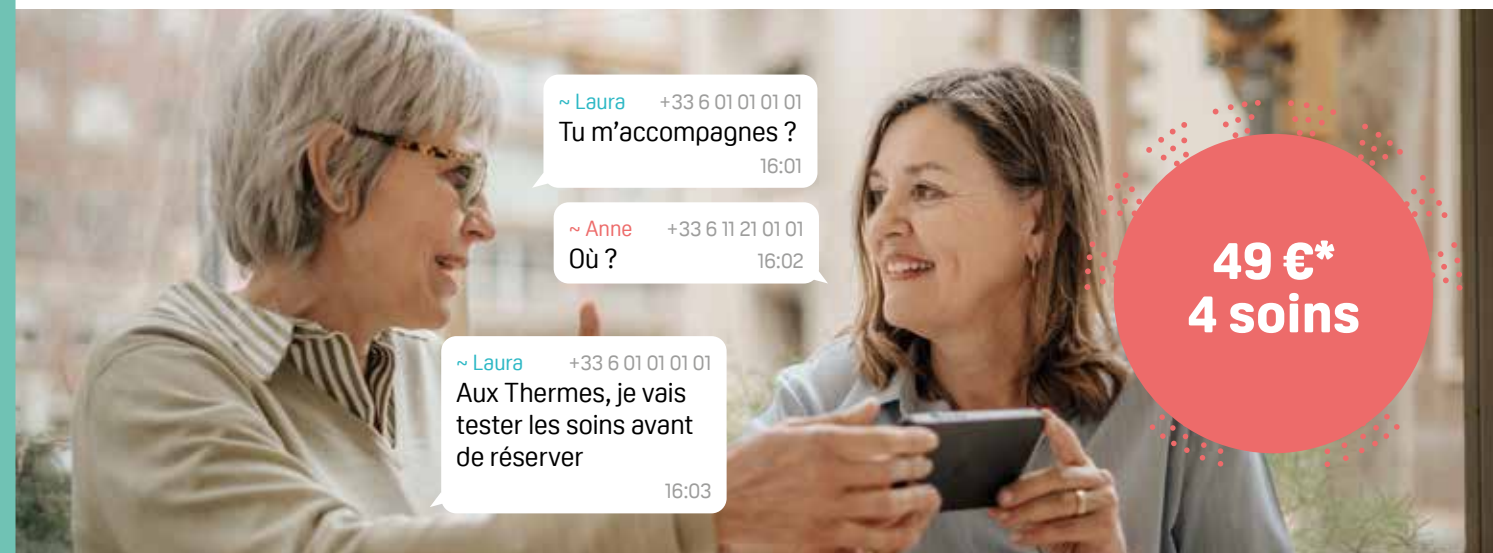 ~ Laura +33 6 01 01 01 01
Tu m’accompagnes ?
16:01
~ Anne +33 6 11 21 01 01
Où ? 16:02
~ Laura +33 6 01 01 01 01
Aux Thermes, je vais
tester les soins avant
de réserver
16:03
49 €*
4 soins